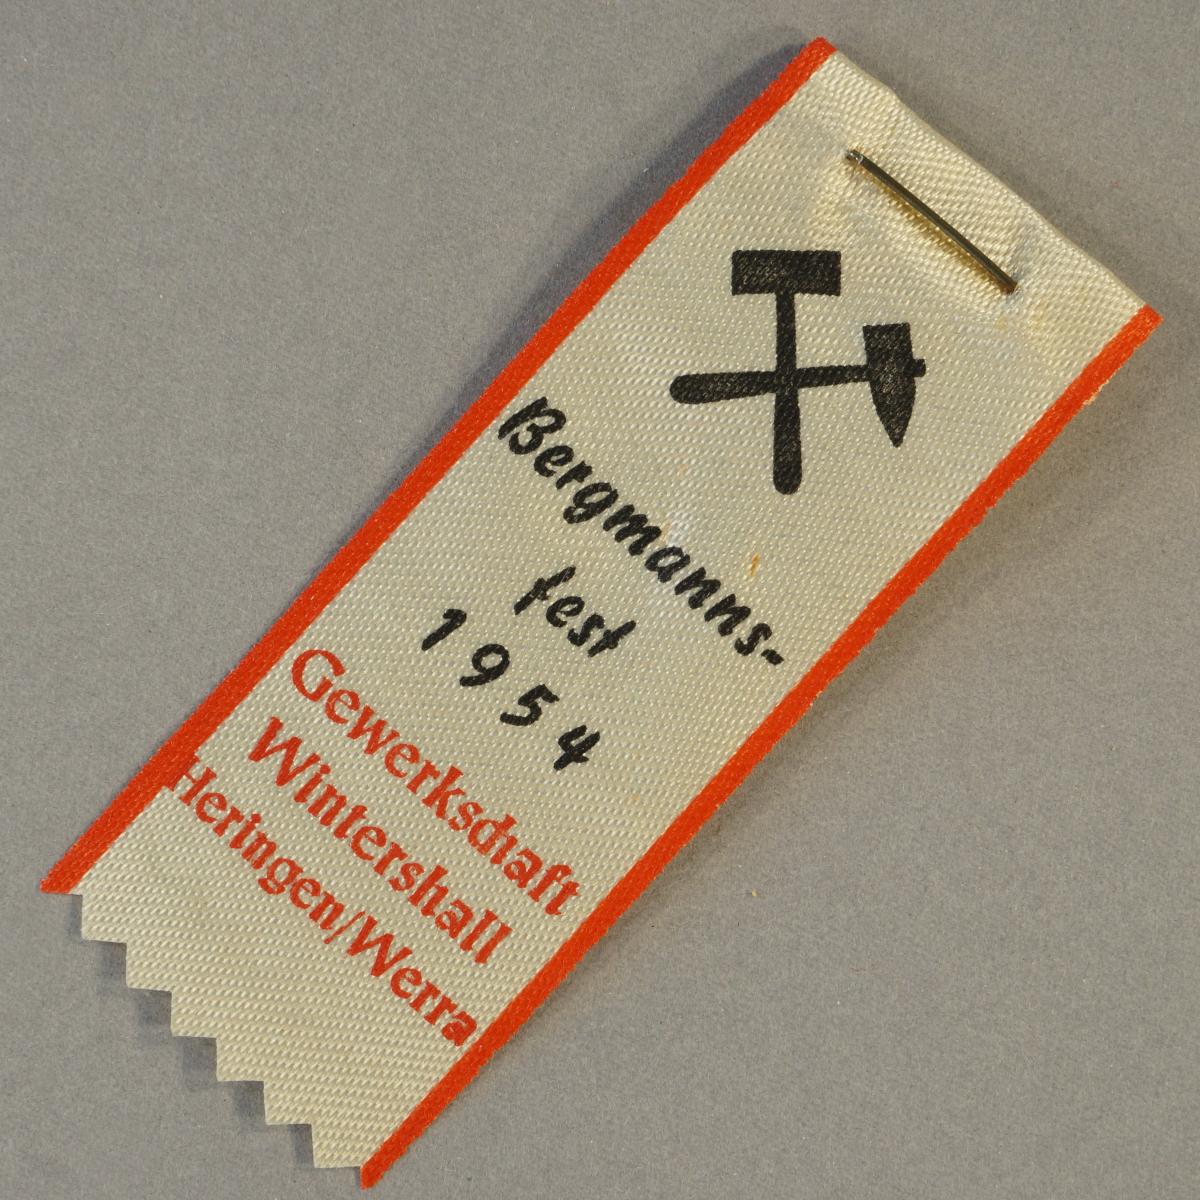 Bergmanns-
fest
1954
Gewerkschaft
Wintershall
Heringen/Werra